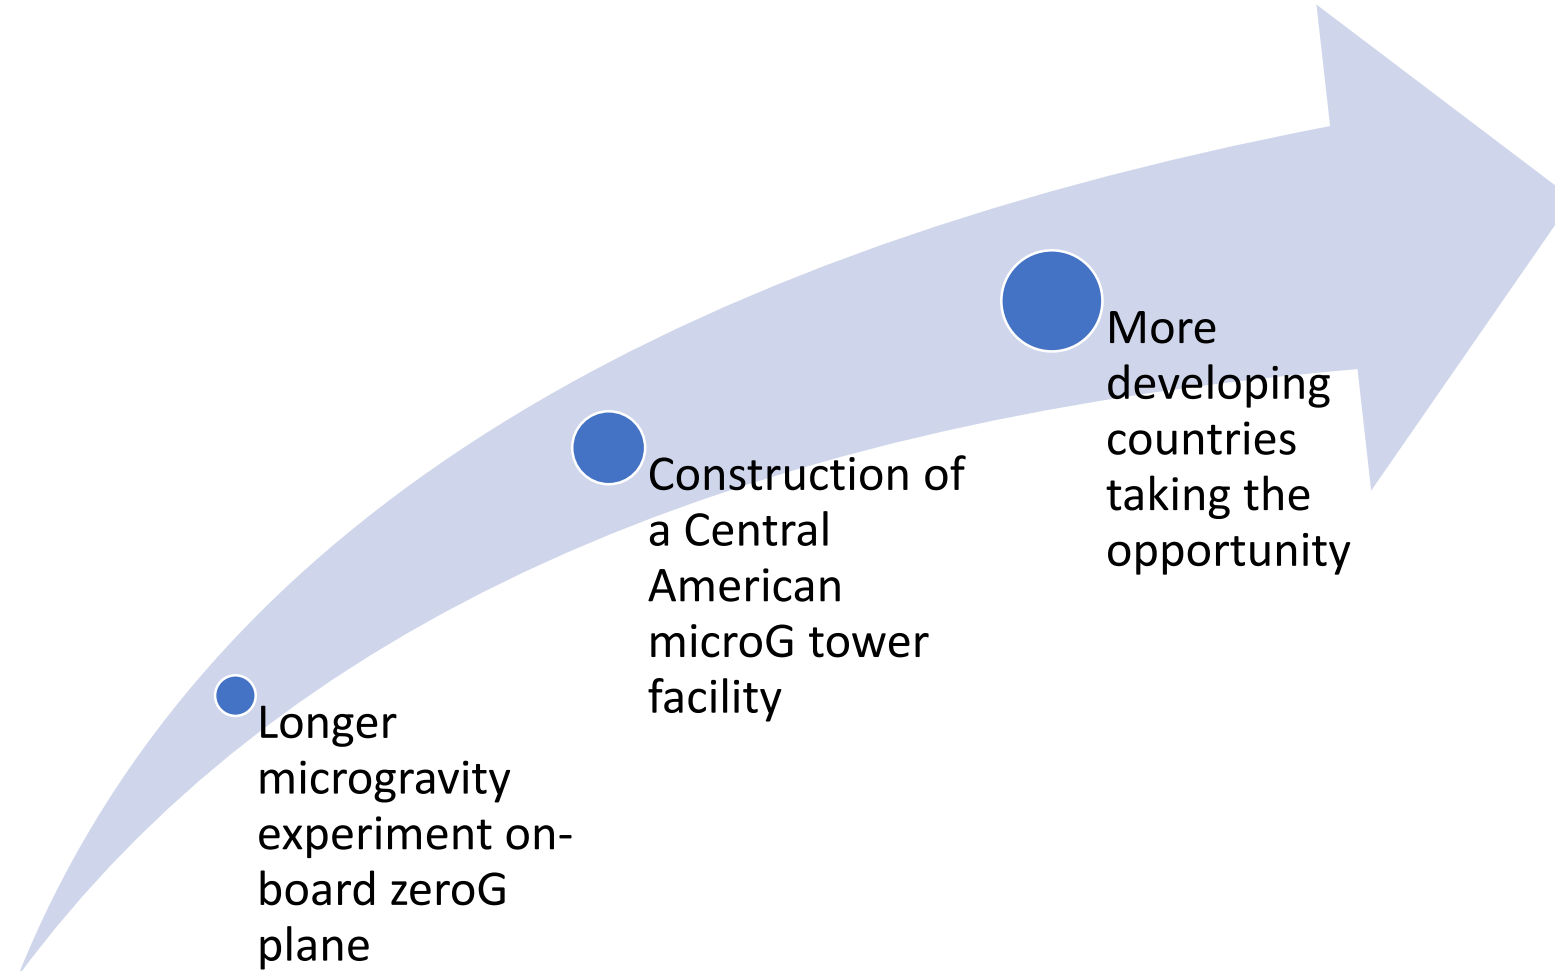 Longer
microgravity
experiment on-
board zeroG
plane
Construction of
a Central
American
microG tower
facility
More
developing
countries
taking the
opportunity